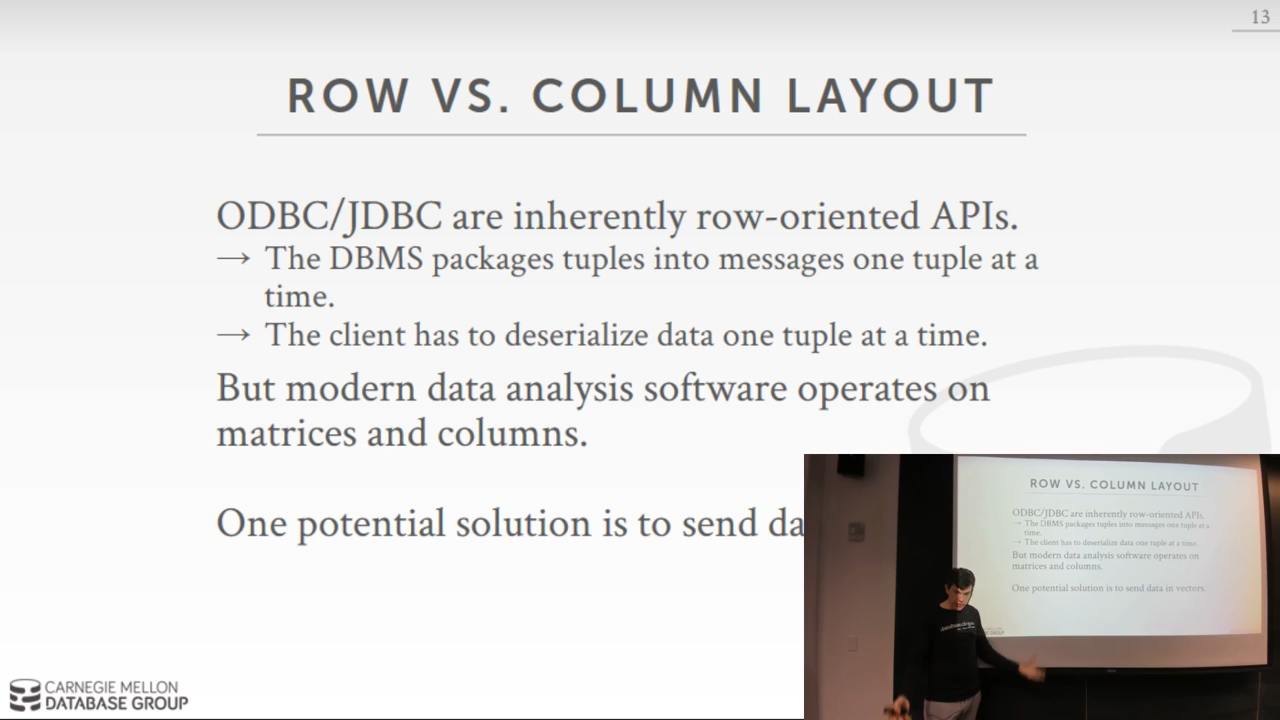 13
ROW VS. COLUMN LAYOUT
ODBC/JDBC are inherently row-oriented APIs.
→ The DBMS packages tuples into messages one tuple at a
time.
→ The client has to deserialize data one tuple at a time.
But modern data analysis software operates on
matrices and columns.
One potential solution is to send da
CARNEGIE MELLON
DATABASE GROUP
ROW VS. COLUMN LAYOUT
ODBC/JDBC are inherently row-oriented APIs.
→ The DBMS packages tuples into messages one tuple at a
time.
→ The client has to deserialize data one tuple at a time.
But modern data analysis software operates on
matrices and columns.
One potential solution is to send data in vectors.